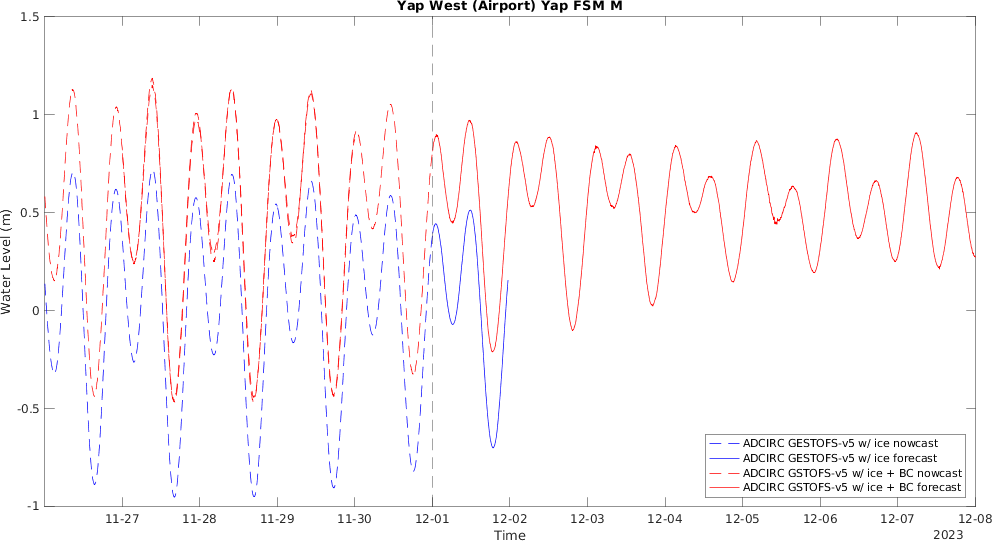 Yap West (Airport) Yap FSM M
1.5
1
0.5
0
-0.5
-1
Water Level (m)
ADCIRC GESTOFS-v5 w/ ice nowcast
ADCIRC GESTOFS-v5 w/ ice forecast
ADCIRC GSTOFS-v5 w/ ice + BC nowcast
ADCIRC GSTOFS-v5 w/ ice + BC forecast
11-27 11-28 11-29 11-30 12-01 12-02 12-03 12-04 12-05 12-06 12-07 12-08
Time
2023